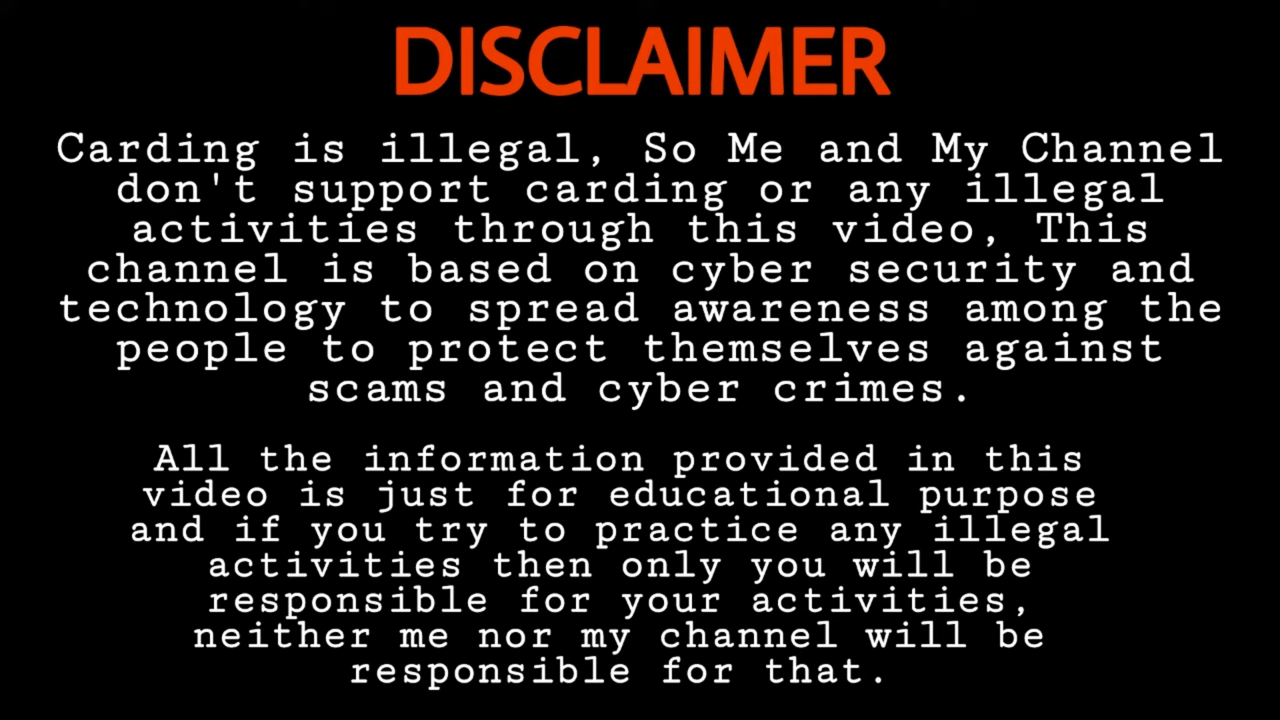 DISCLAIMER
Carding is illegal, So Me and My Channel
don't support carding or any illegal
activities through this video, This
channel is based on cyber security and
technology to spread awareness among the
people to protect themselves against
scams and cyber crimes.
All the information provided in this
video is just for educational purpose
and if you try to practice any illegal
activities then only you will be
responsible for your activities,
neither me nor my channel will be
responsible for that.